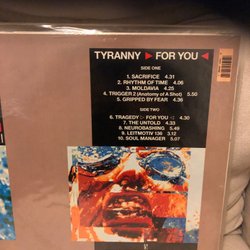 TYRANNY ▶ FOR YOU ◀
SIDE ONE
1. SACRIFICE 4.31
2. RHYTHM OF TIME 4.06
3. MOLDAVIA 4.25
4. TRIGGER 2 (Anatomy of A Shot) 5.50
5. GRIPPED BY FEAR 4.36
SIDE TWO
6. TRAGEDY ▷ FOR YOU ◁ 4.30
7. THE UNTOLD 4.33
8. NEUROBASHING 5.09
9. LEITMOTIV 136 4.39
10. SOUL MANAGER 5.07